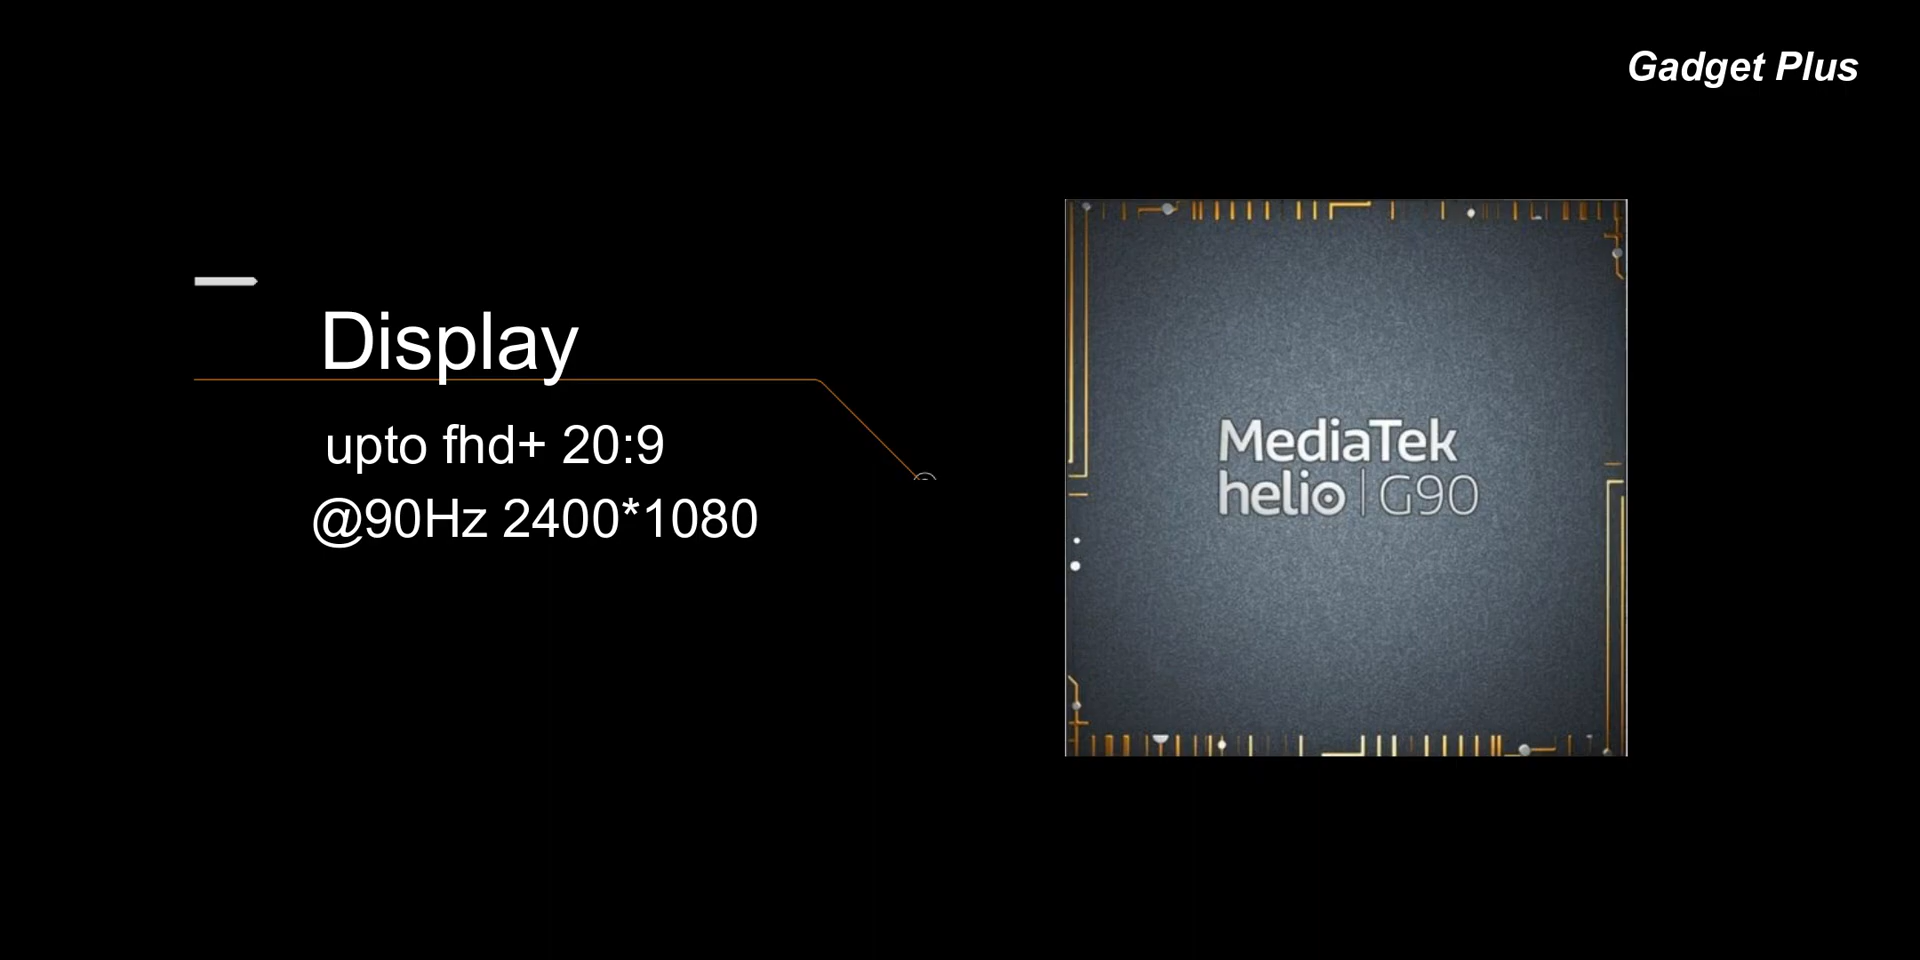 Gadget Plus
Display
upto fhd+ 20:9
@90Hz 2400*1080
MediaTek
helio | G90